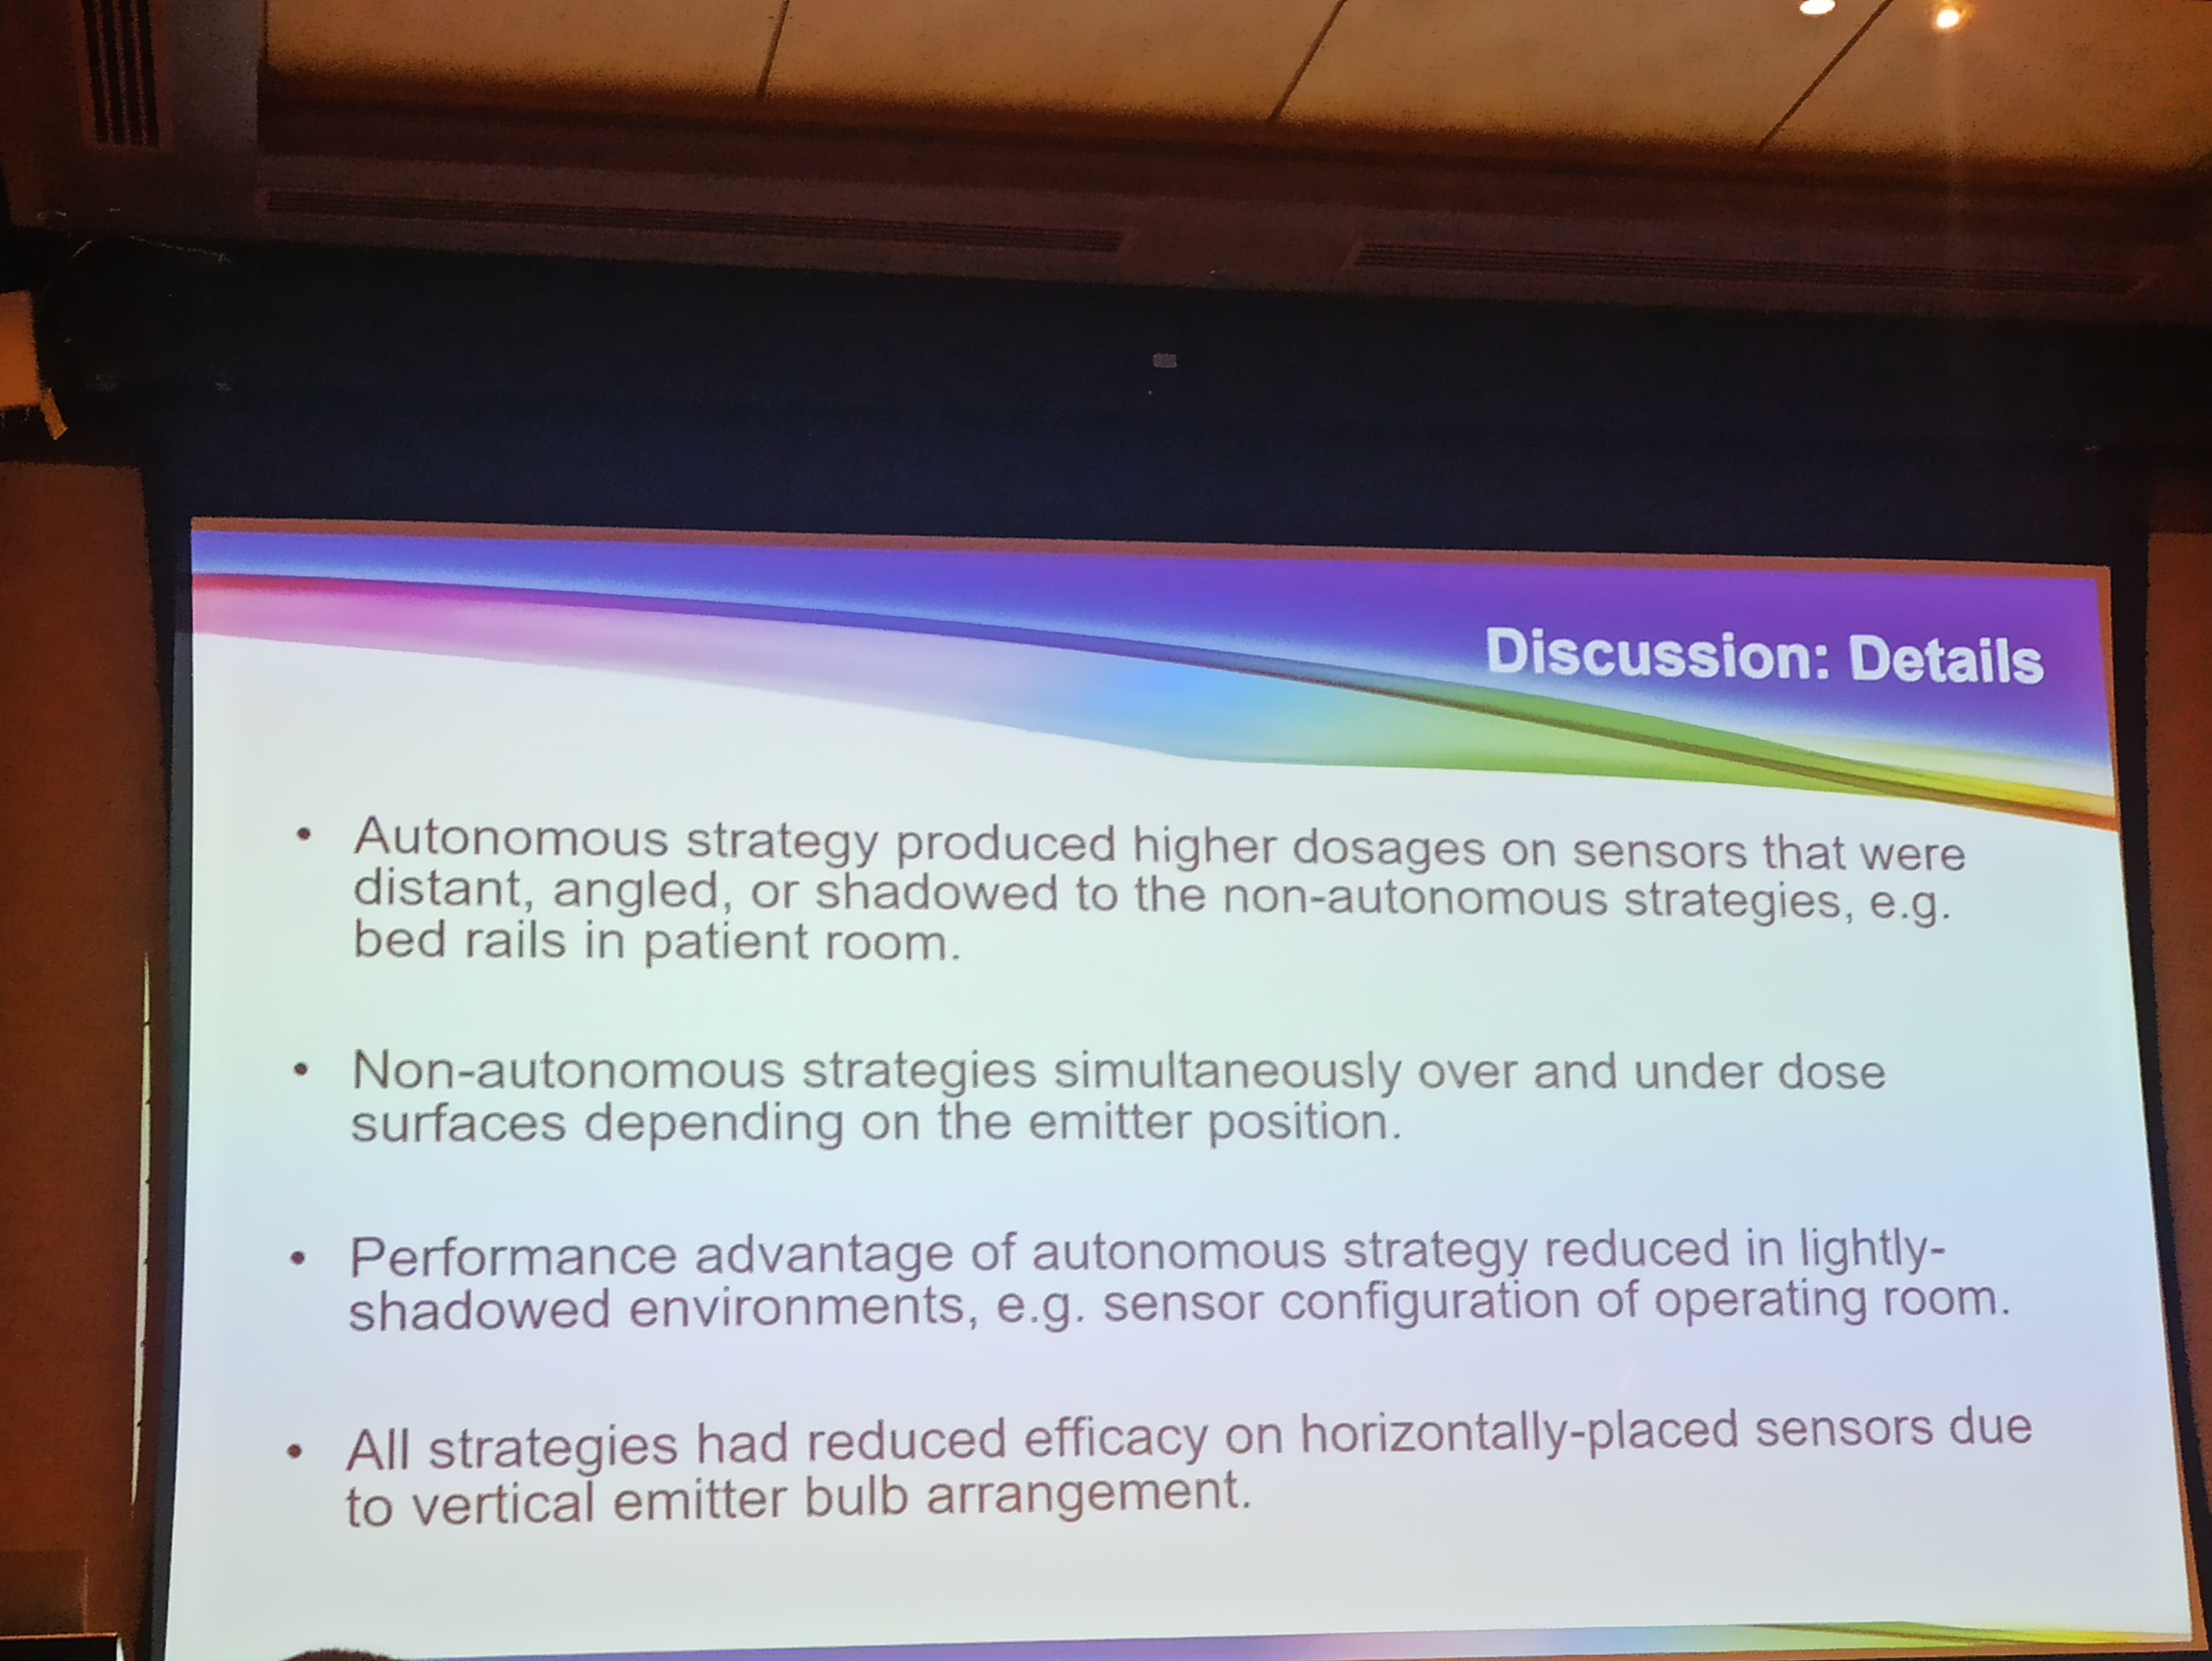 Discussion: Details
• Autonomous strategy produced higher dosages on sensors that were
distant, angled, or shadowed to the non-autonomous strategies, e.g.
bed rails in patient room.
• Non-autonomous strategies simultaneously over and under dose
surfaces depending on the emitter position.
• Performance advantage of autonomous strategy reduced in lightly-
shadowed environments, e.g. sensor configuration of operating room.
• All strategies had reduced efficacy on horizontally-placed sensors due
to vertical emitter bulb arrangement.